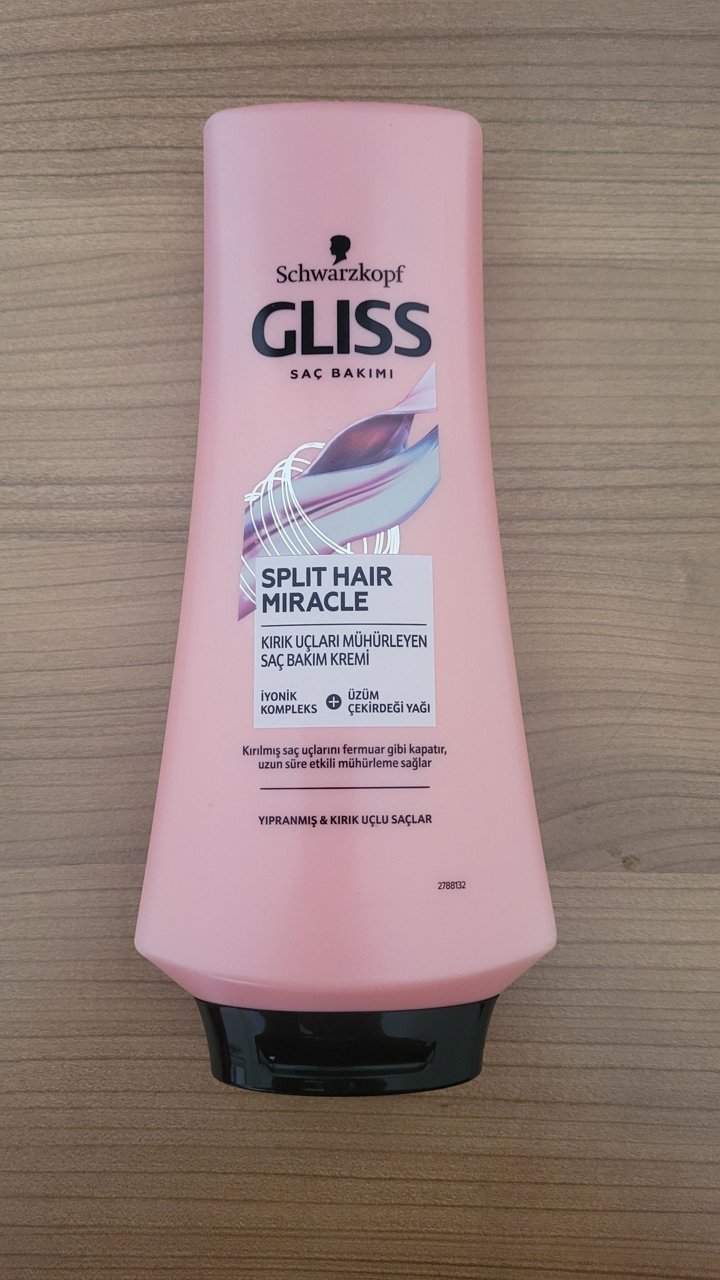 Schwarzkopf
GLISS
SAÇ BAKIMI
SPLIT HAIR
MIRACLE
KIRIK UÇLARI MÜHÜRLEYEN
SAÇ BAKIM KREMİ
İYONİK
KOMPLEKS
+
ÜZÜM
ÇEKİRDEĞİ YAĞI
Kırılmış saç uçlarını fermuar gibi kapatır,
uzun süre etkili mühürleme sağlar
YIPRANMIŞ & KIRIK UÇLU SAÇLAR
2788132